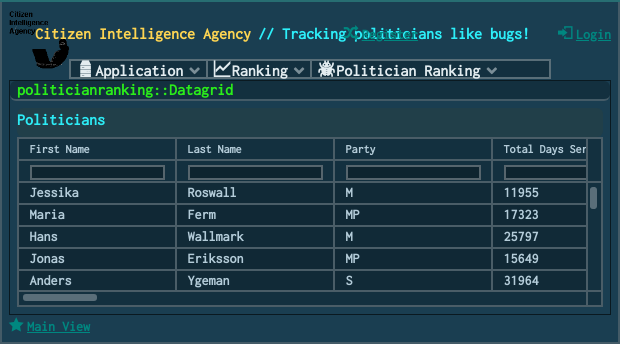 Citizen
Intelligence
Agency
Citizen Intelligence Agency // Tracking politicians like bugs!
Register
Login
Application
Ranking
Politician Ranking
politicianranking::Datagrid
Politicians
First Name Last Name Party Total Days Ser
Jessika Roswall M 11955
Maria Ferm MP 17323
Hans Wallmark M 25797
Jonas Eriksson MP 15649
Anders Ygeman S 31964
Main View